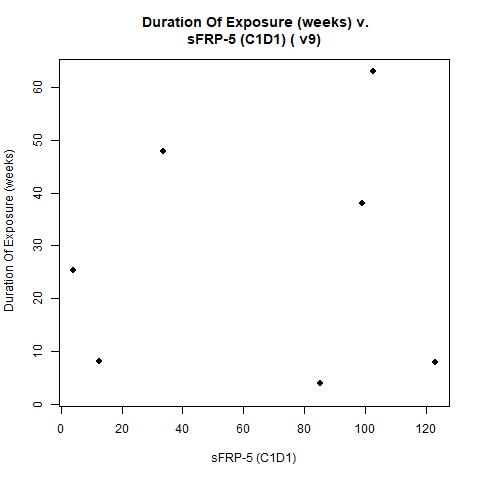 Duration Of Exposure (weeks) v.
sFRP-5 (C1D1) ( v9)
Duration Of Exposure (weeks)
60
50
40
30
20
10
0
0 20 40 60 80 100 120
sFRP-5 (C1D1)